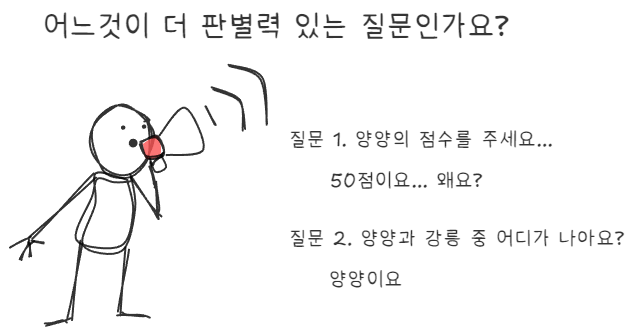 어느것이 더 판별력 있는 질문인가요?
질문 1. 양양의 점수를 주세요...
50점이요... 왜요?
질문 2. 양양과 강릉 중 어디가 나아요?
양양이요